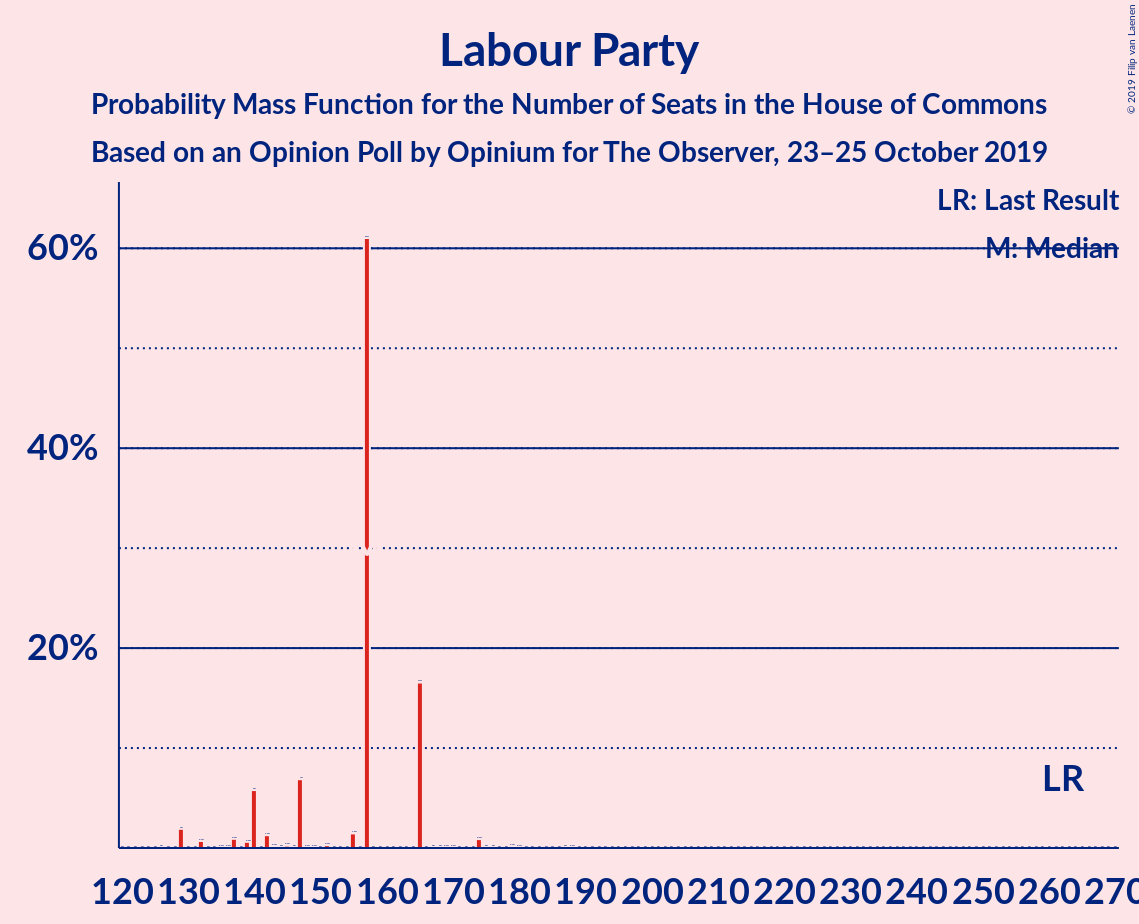 © 2019 Filip van Laenen
Labour Party
Probability Mass Function for the Number of Seats in the House of Commons
Based on an Opinion Poll by Opinium for The Observer, 23–25 October 2019
LR: Last Result
M: Median
60%
40%
20%
LR
120 130 140 150 160 170 180 190 200 210 220 230 240 250 260 270